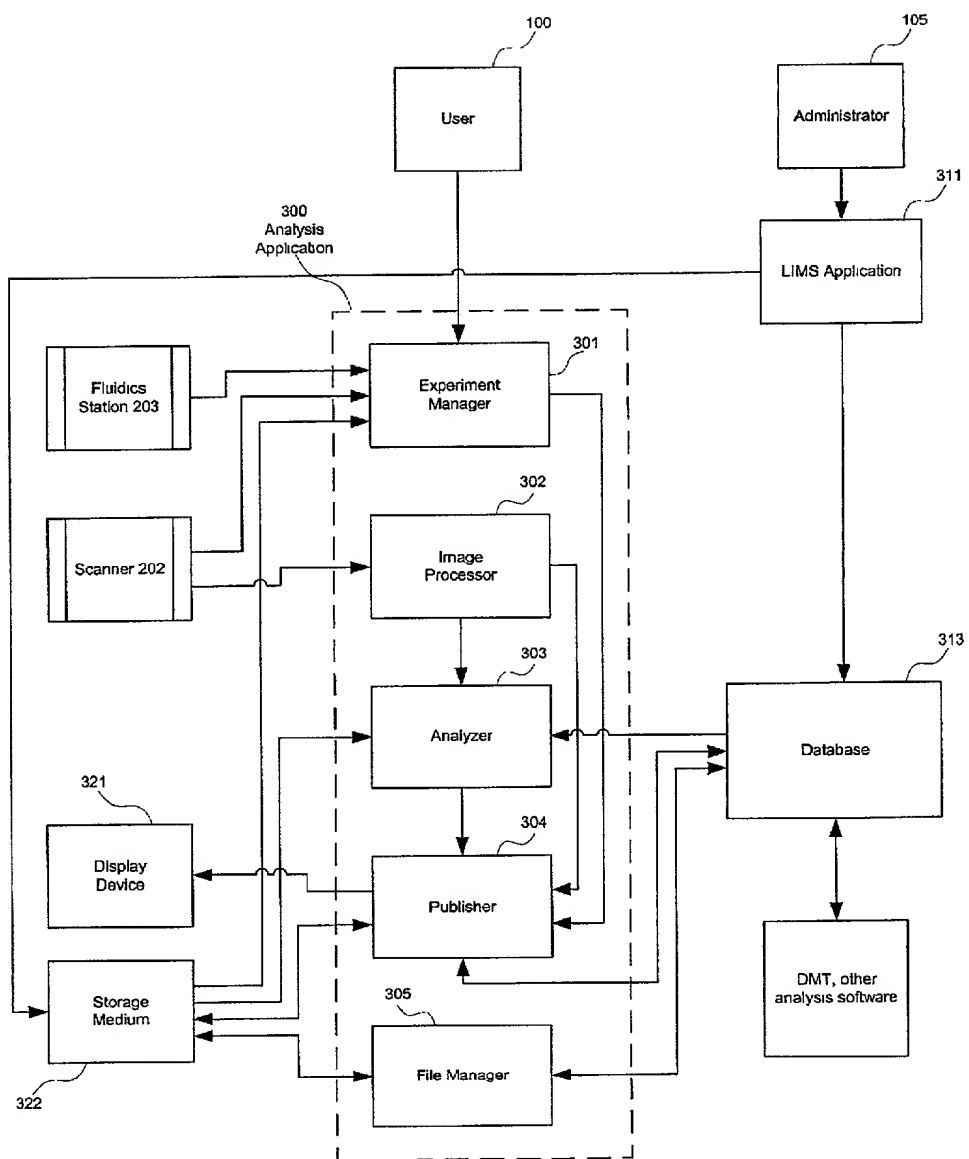 100
105
User
Administrator
300
Analysis
Application
311
LIMS Application
301
Fluidics
Station 203
Experiment
Manager
302
Scanner 202
Image
Processor
303
313
Analyzer
Database
321
304
Display
Device
Publisher
Storage
Medium
305
DMT, other
analysis software
File Manager
322